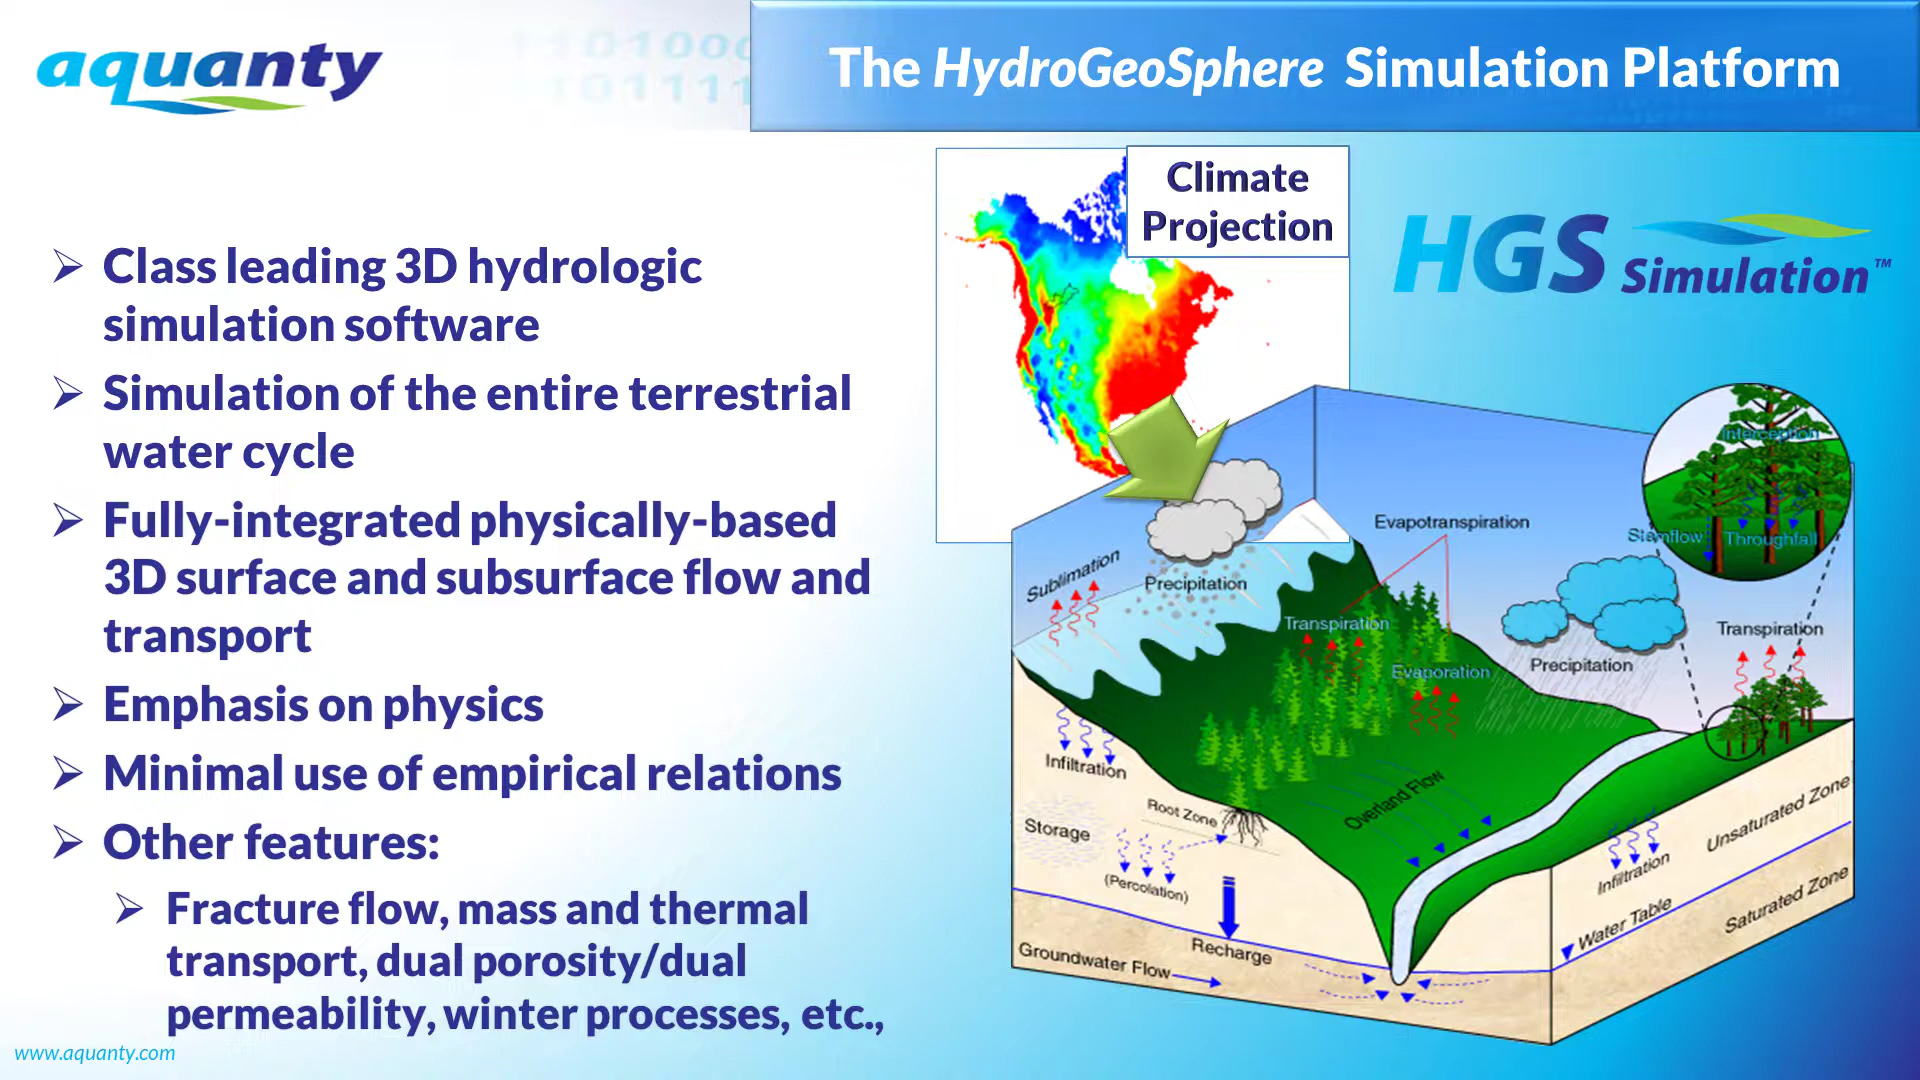 aquanty
1101000
101111
The HydroGeoSphere Simulation Platform
Class leading 3D hydrologic
simulation software
Simulation of the entire terrestrial
water cycle
Fully-integrated physically-based
3D surface and subsurface flow and
transport
Emphasis on physics
Minimal use of empirical relations
Other features:
Fracture flow, mass and thermal
transport, dual porosity/dual
permeability, winter processes, etc.,
www.aquanty.com
Climate
Projection
HGS
Simulation™
Interception
Stemflow
Throughfall
Evapotranspiration
Sublimation
Precipitation
Transpiration
Evaporation
Precipitation
Transpiration
Infiltration
Root Zone
Storage
(Percolation)
Overland Flow
Recharge
Groundwater Flow
Infiltration
Unsaturated Zone
Water Table
Saturated Zone